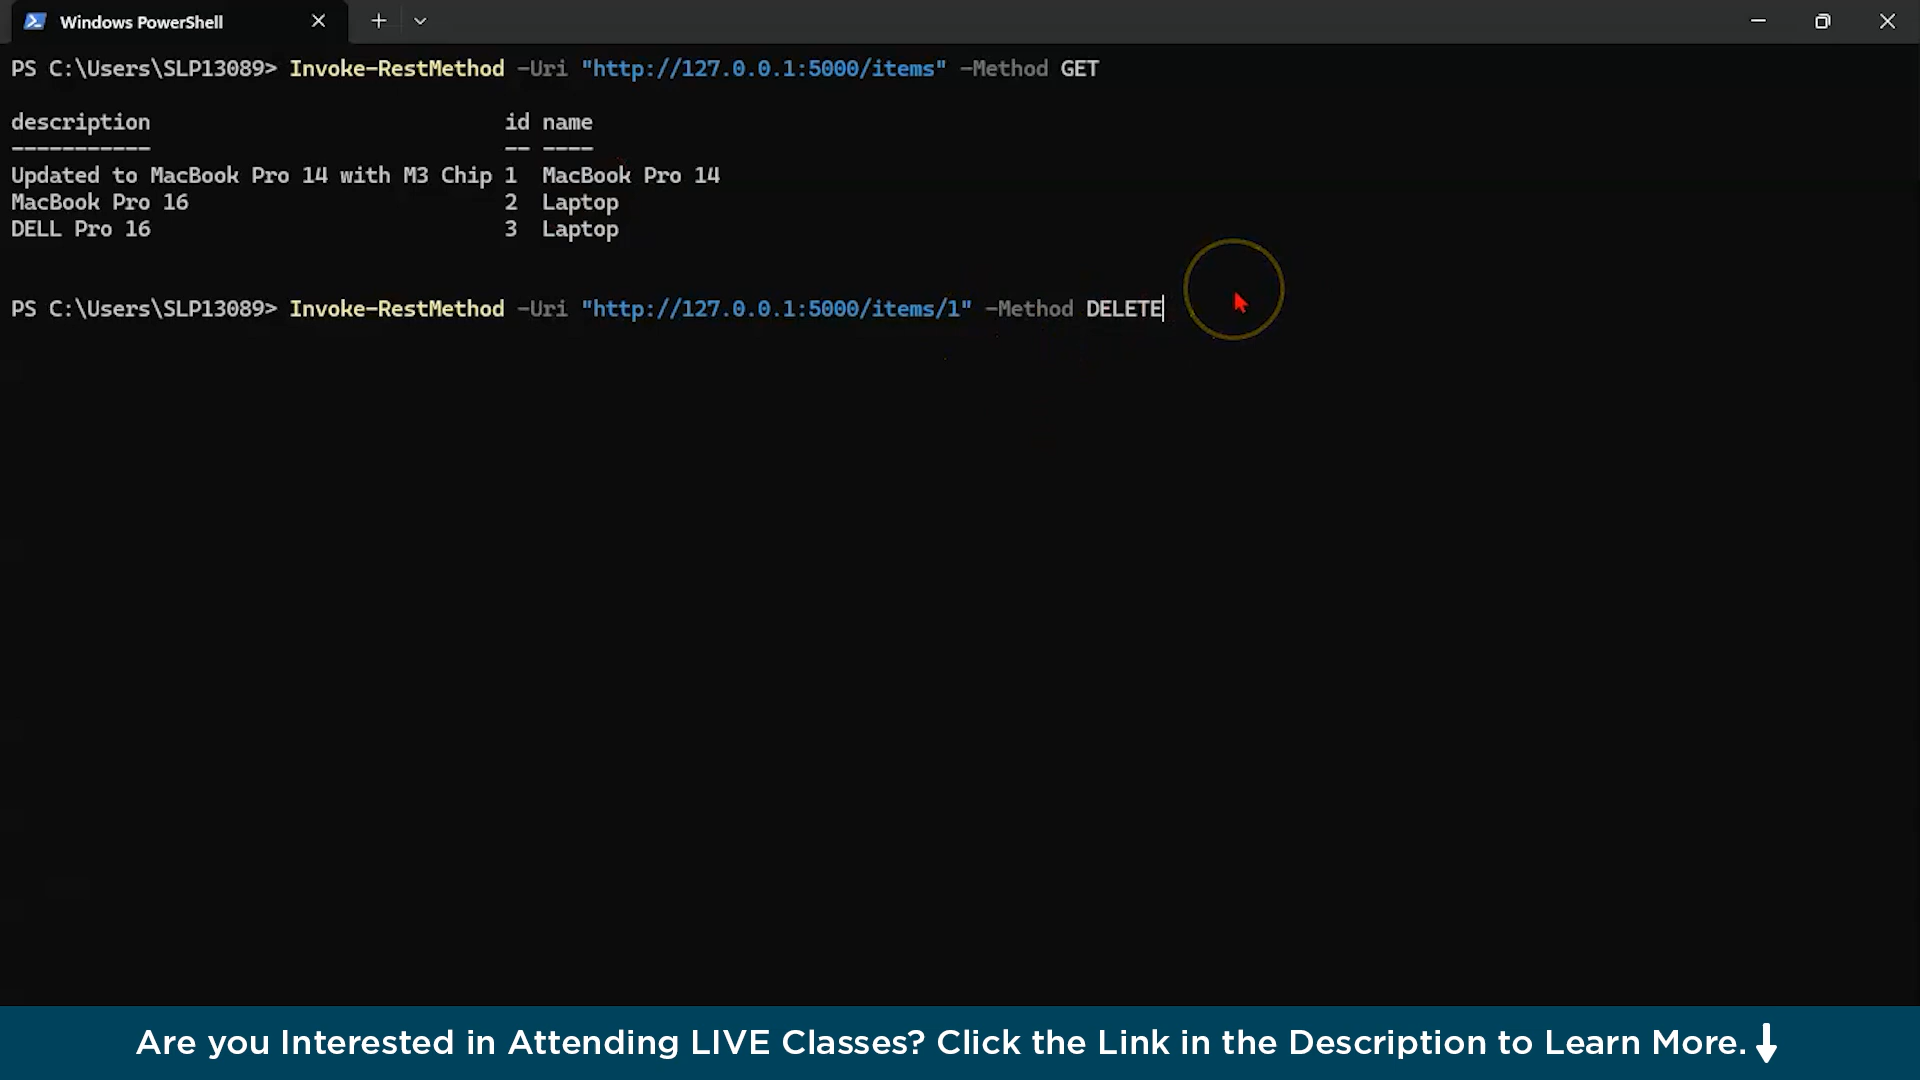 Windows PowerShell
PS C:\Users\SLP13089> Invoke-RestMethod -Uri "http://127.0.0.1:5000/items" -Method GET
description id name
----------- -- ----
Updated to MacBook Pro 14 with M3 Chip 1 MacBook Pro 14
MacBook Pro 16 2 Laptop
DELL Pro 16 3 Laptop
PS C:\Users\SLP13089> Invoke-RestMethod -Uri "http://127.0.0.1:5000/items/1" -Method DELETE
Are you Interested in Attending LIVE Classes? Click the Link in the Description to Learn More.